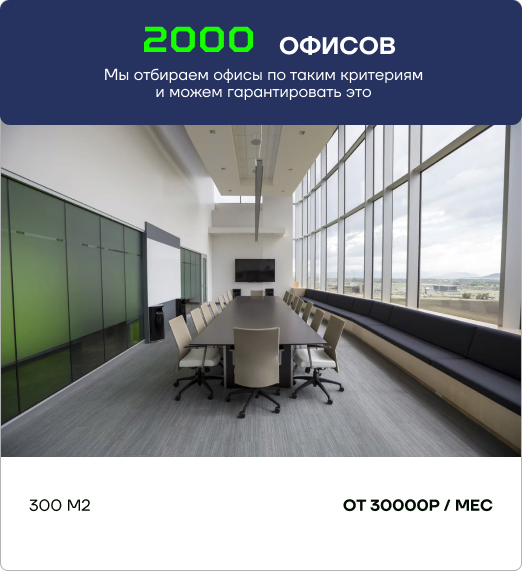 2000 ОФИСОВ
Мы отбираем офисы по таким критериям
и можем гарантировать это
300 М2
ОТ 30000Р / МЕС